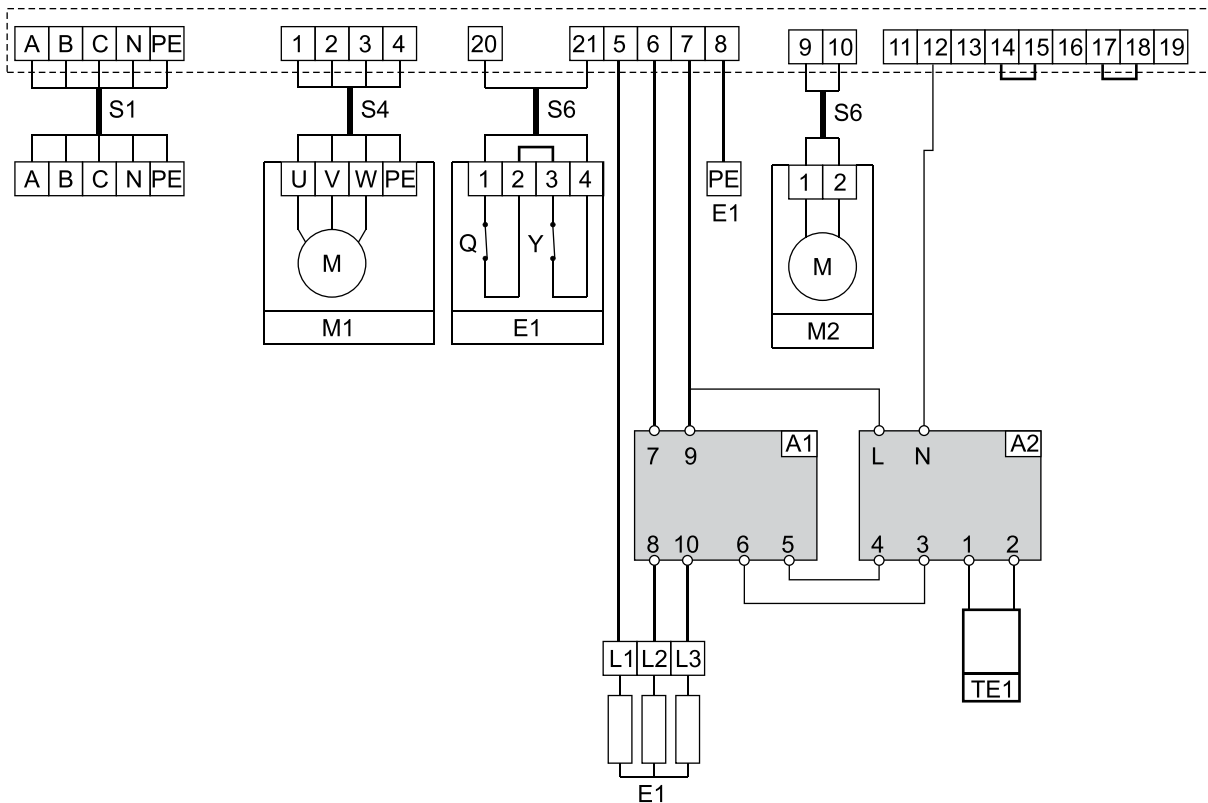 A B C N PE
1 2 3 4
20
21 5 6 7 8
9 10
11 12 13 14 15 16 17 18 19
S1
S4
S6
S6
A B C N PE
U V W PE
1 2 3 4
PE
E1
1 2
Q
Y
M
M
M1
E1
M2
7 9
A1
L N
A2
8 10 6 5
4 3 1 2
L1 L2 L3
TE1
E1